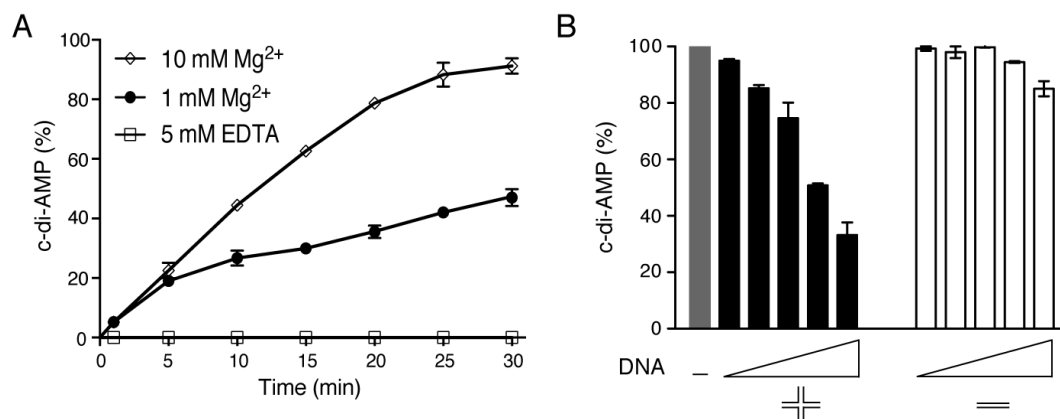 A
100
80
60
40
20
0
c-di-AMP (%)
10 mM Mg2+
1 mM Mg2+
5 mM EDTA
0 5 10 15 20 25 30
Time (min)
B
100
80
60
40
20
0
c-di-AMP (%)
DNA –